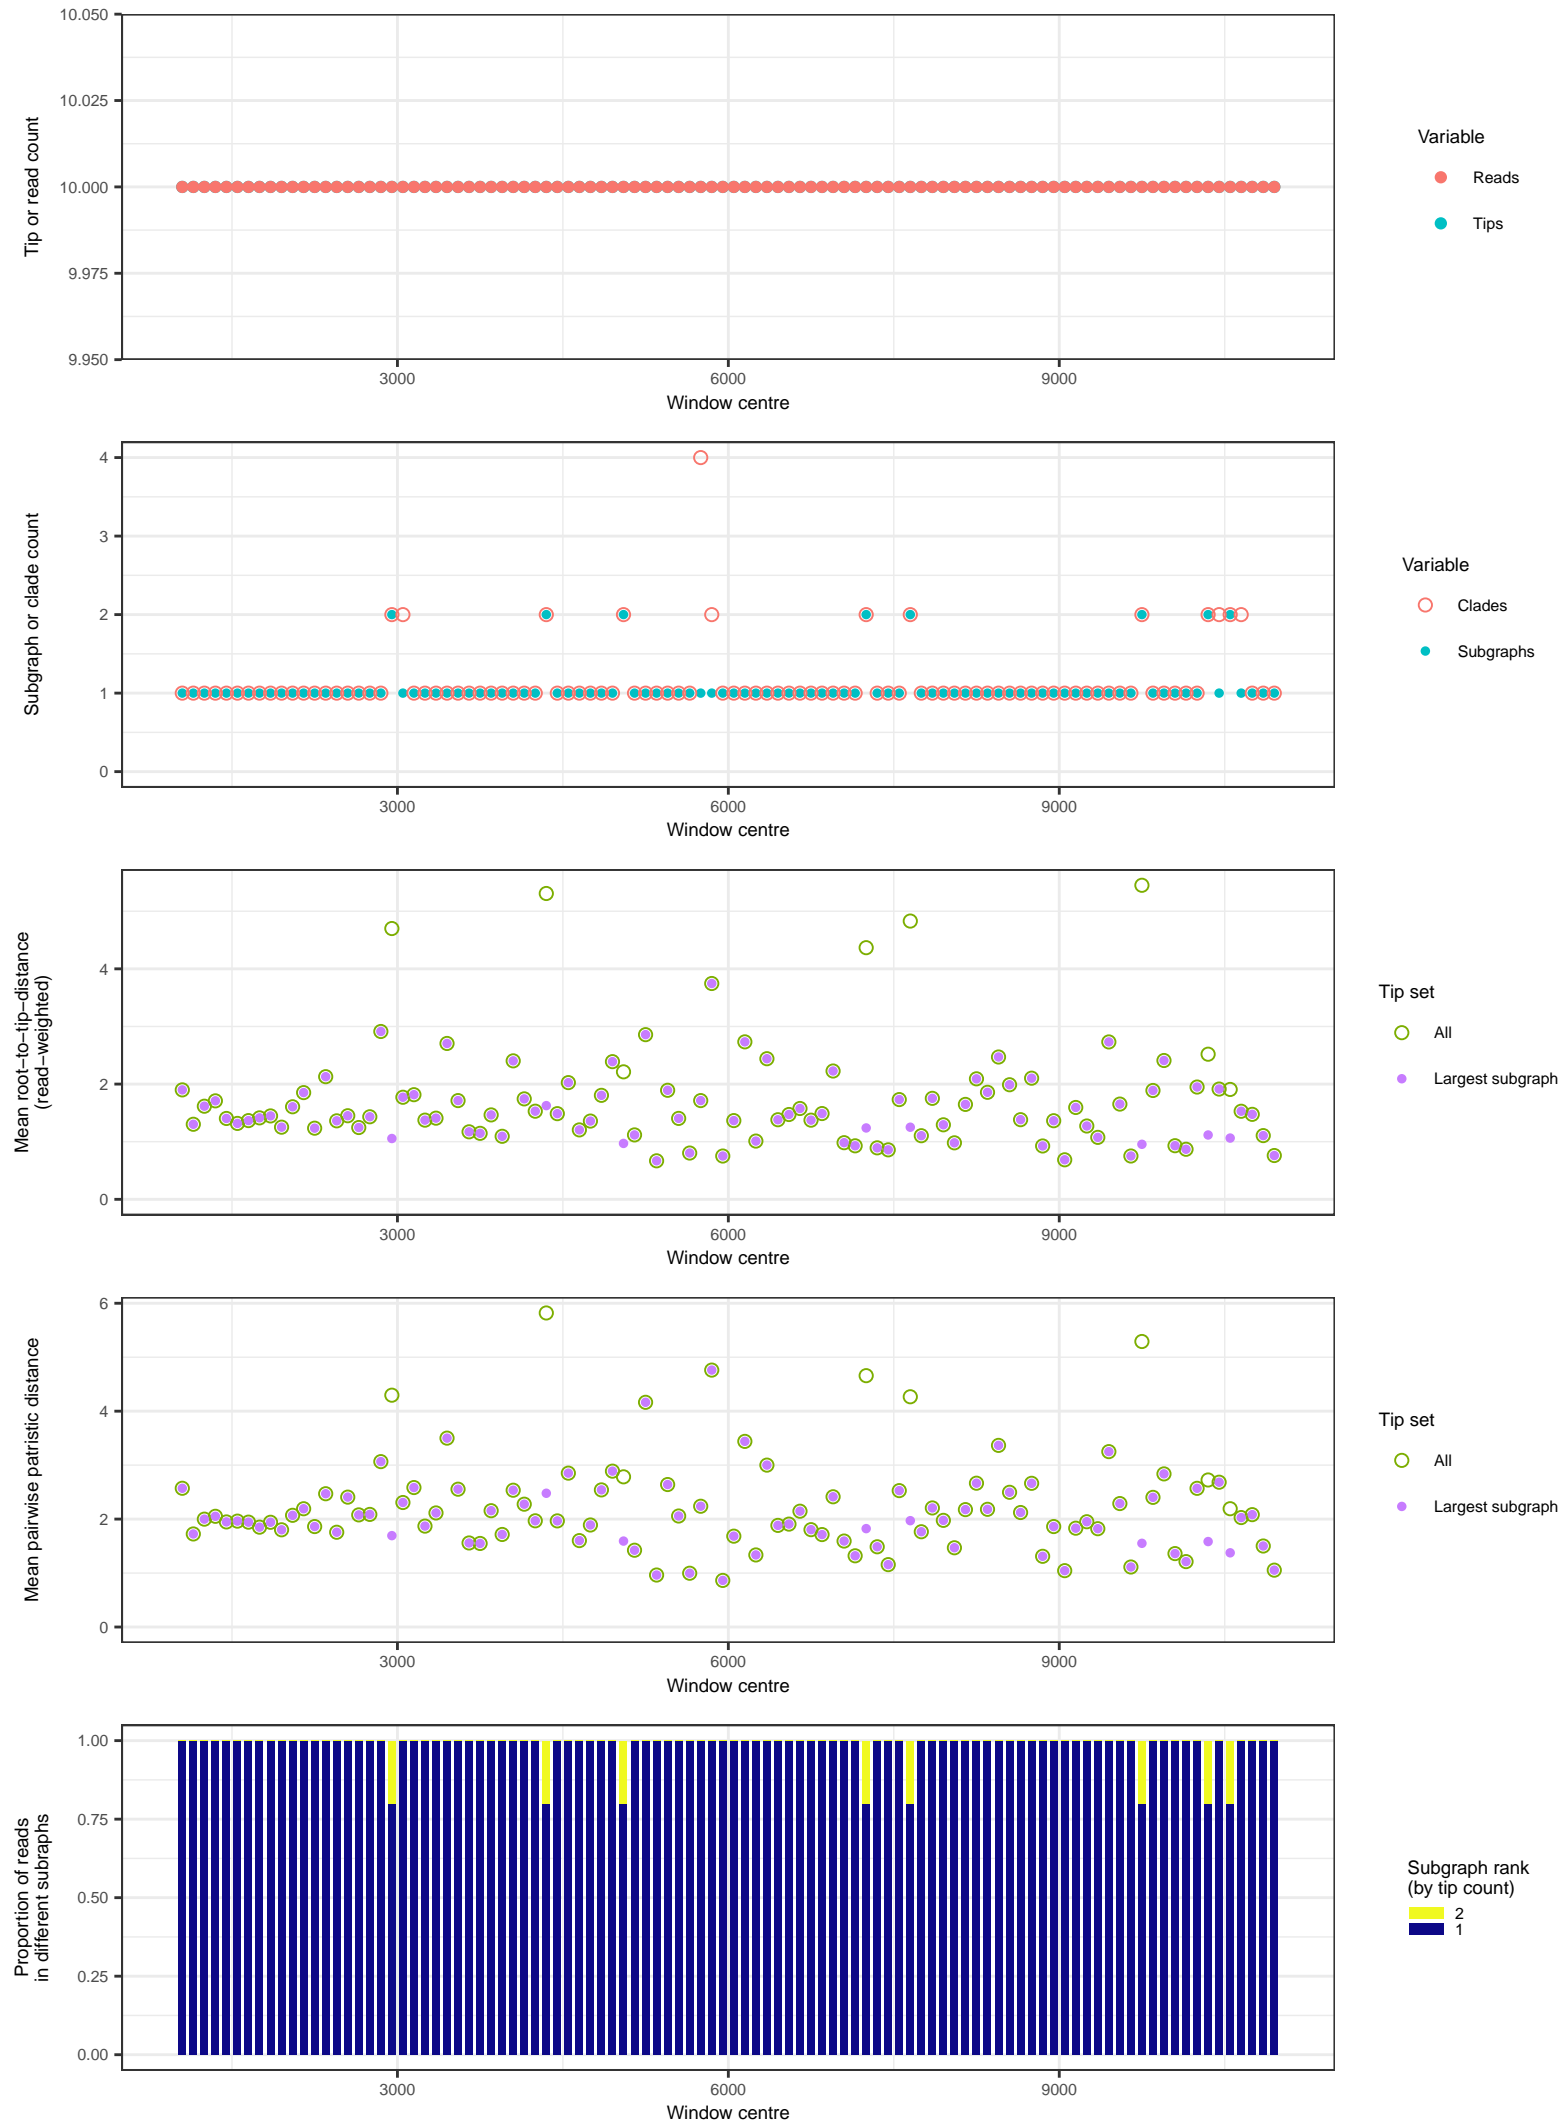 10.050
10.025
10.000
9.975
9.950
Tip or read count
3000
6000
9000
Window centre
Variable
Reads
Tips
4
3
2
1
0
Subgraph or clade count
3000
6000
9000
Window centre
Variable
Clades
Subgraphs
4
2
0
Mean root−to−tip−distance
(read−weighted)
3000
6000
9000
Window centre
Tip set
All
Largest subgraph
6
4
2
0
Mean pairwise patristic distance
3000
6000
9000
Window centre
Tip set
All
Largest subgraph
1.00
0.75
0.50
0.25
0.00
Proportion of reads
in different subraphs
3000
6000
9000
Window centre
Subgraph rank
(by tip count)
2
1